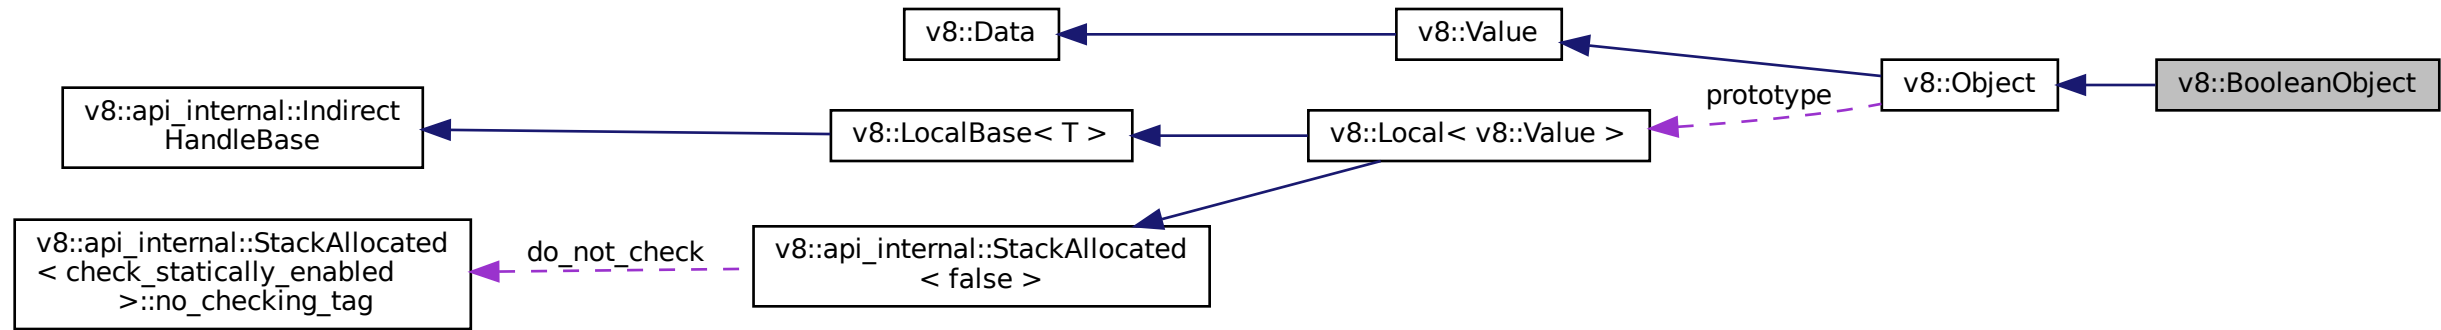 v8::Data
v8::Value
v8::Object
v8::BooleanObject
prototype
v8::api_internal::Indirect
HandleBase
v8::LocalBase< T >
v8::Local< v8::Value >
v8::api_internal::StackAllocated
< check_statically_enabled
>::no_checking_tag
do_not_check
v8::api_internal::StackAllocated
< false >